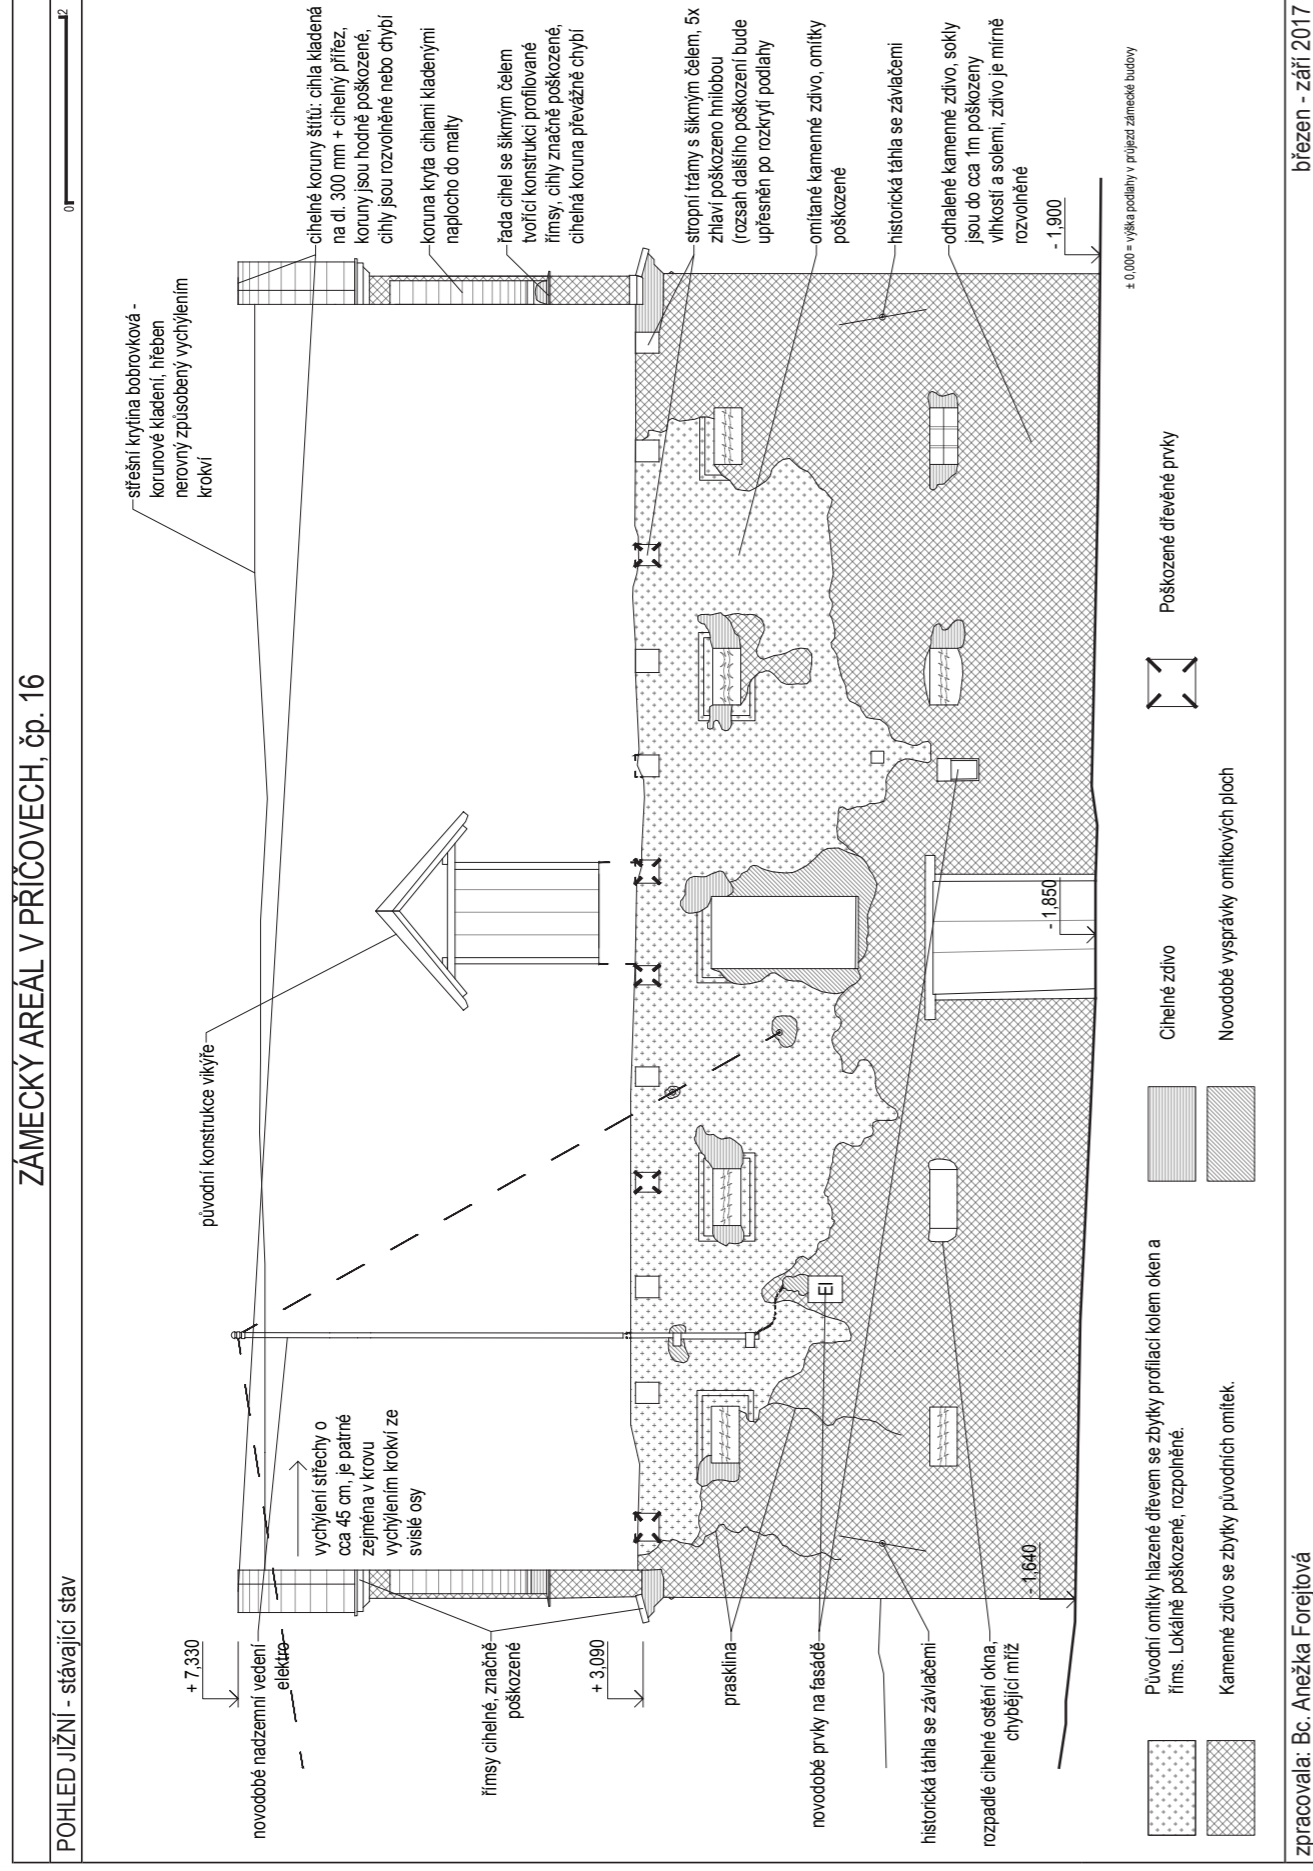 ZÁMECKÝ AREÁL V PŘÍČOVECH, čp. 16
POHLED JIŽNÍ - stávající stav
0
2
+ 7,330
novodobé nadzemní vedení
elektro
vychýlení střechy o
cca 45 cm, je patrné
zejména v krovu
vychýlením krokví ze
svislé osy
římsy cihelné, značně
poškozené
+ 3,090
prasklina
novodobé prvky na fasádě
historická táhla se závlačemi
rozpadlé cihelné ostění okna,
chybějící mříž
- 1,640
původní konstrukce vikýře
El
- 1,850
střešní krytina bobrovková -
korunové kladení, hřeben
nerovný způsobený vychýlením
krokví
cihelné koruny štítů: cihla kladená
na dl. 300 mm + cihelný přířez,
koruny jsou hodně poškozené,
cihly jsou rozvolněné nebo chybí
koruna kryta cihlami kladenými
naplocho do malty
řada cihel se šikmým čelem
tvořící konstrukci profilované
římsy, cihly značně poškozené,
cihelná koruna převážně chybí
stropní trámy s šikmým čelem, 5x
zhlaví poškozeno hnilobou
(rozsah dalšího poškození bude
upřesněn po rozkrytí podlahy
omítané kamenné zdivo, omítky
poškozené
historická táhla se závlačemi
odhalené kamenné zdivo, sokly
jsou do cca 1m poškozeny
vlhkostí a solemi, zdivo je mírně
rozvolněné
- 1,900
± 0,000 = výška podlahy v průjezd zámecké budovy
Původní omítky hlazené dřevem se zbytky profilací kolem oken a
říms. Lokálně poškozené, rozpolněné.
Kamenné zdivo se zbytky původních omítek.
Cihelné zdivo
Novodobé vysprávky omítkových ploch
Poškozené dřevěné prvky
zpracovala: Bc. Anežka Forejtová
březen - září 2017